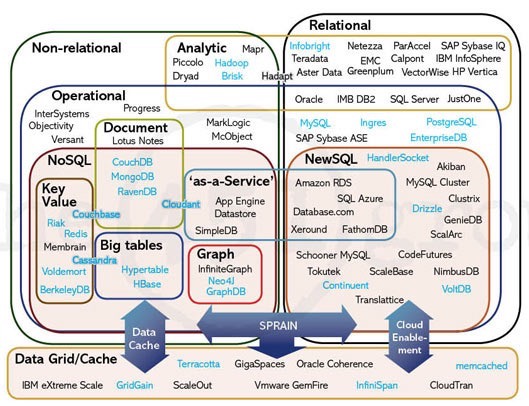 Relational
Non-relational
Analytic
Mapr
Piccolo
Hadoop
Dryad
Brisk
Hadapt
Infobright
Netezza
ParAccel
SAP Sybase IQ
Teradata
EMC
Greenplum
Calpont
IBM InfoSphere
Aster Data
VectorWise
HP Vertica
Operational
Oracle
IMB DB2
SQL Server
JustOne
InterSystems
Progress
Objectivity
Versant
Document
Lotus Notes
MarkLogic
McObject
MySQL
Ingres
PostgreSQL
SAP Sybase ASE
EnterpriseDB
NoSQL
CouchDB
MongoDB
RavenDB
Key
Value
Couchbase
Cloudant
Riak
Redis
Membrain
Cassandra
Voldemort
BerkeleyDB
Big tables
Hypertable
HBase
'as-a-Service'
App Engine
Datastore
SimpleDB
Graph
InfiniteGraph
Neo4J
GraphDB
NewSQL
HandlerSocket
Akiban
Amazon RDS
MySQL Cluster
SQL Azure
Clustrix
Database.com
Drizzle
GenieDB
Xeround
FathomDB
ScalArc
Schooner MySQL
CodeFutures
Tokutek
ScaleBase
NimbusDB
Continuent
VoltDB
Translattice
Data
Cache
SPRAIN
Cloud
Enable-
ment
Data Grid/Cache
Terracotta
GigaSpaces
Oracle Coherence
memcached
IBM eXtreme Scale
GridGain
ScaleOut
Vmware GemFire
InfiniSpan
CloudTran